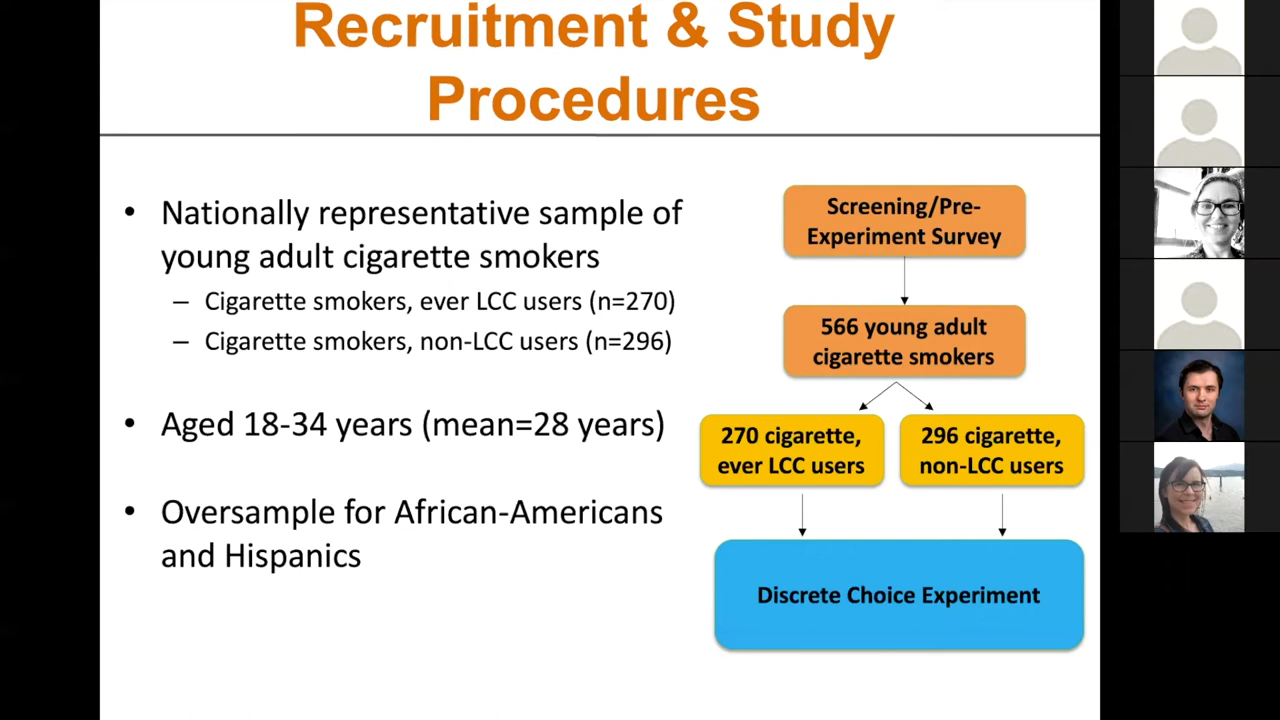 Recruitment & Study
Procedures
• Nationally representative sample of
young adult cigarette smokers
– Cigarette smokers, ever LCC users (n=270)
– Cigarette smokers, non-LCC users (n=296)
• Aged 18-34 years (mean=28 years)
• Oversample for African-Americans
and Hispanics
Screening/Pre-
Experiment Survey
566 young adult
cigarette smokers
270 cigarette,
ever LCC users
296 cigarette,
non-LCC users
Discrete Choice Experiment